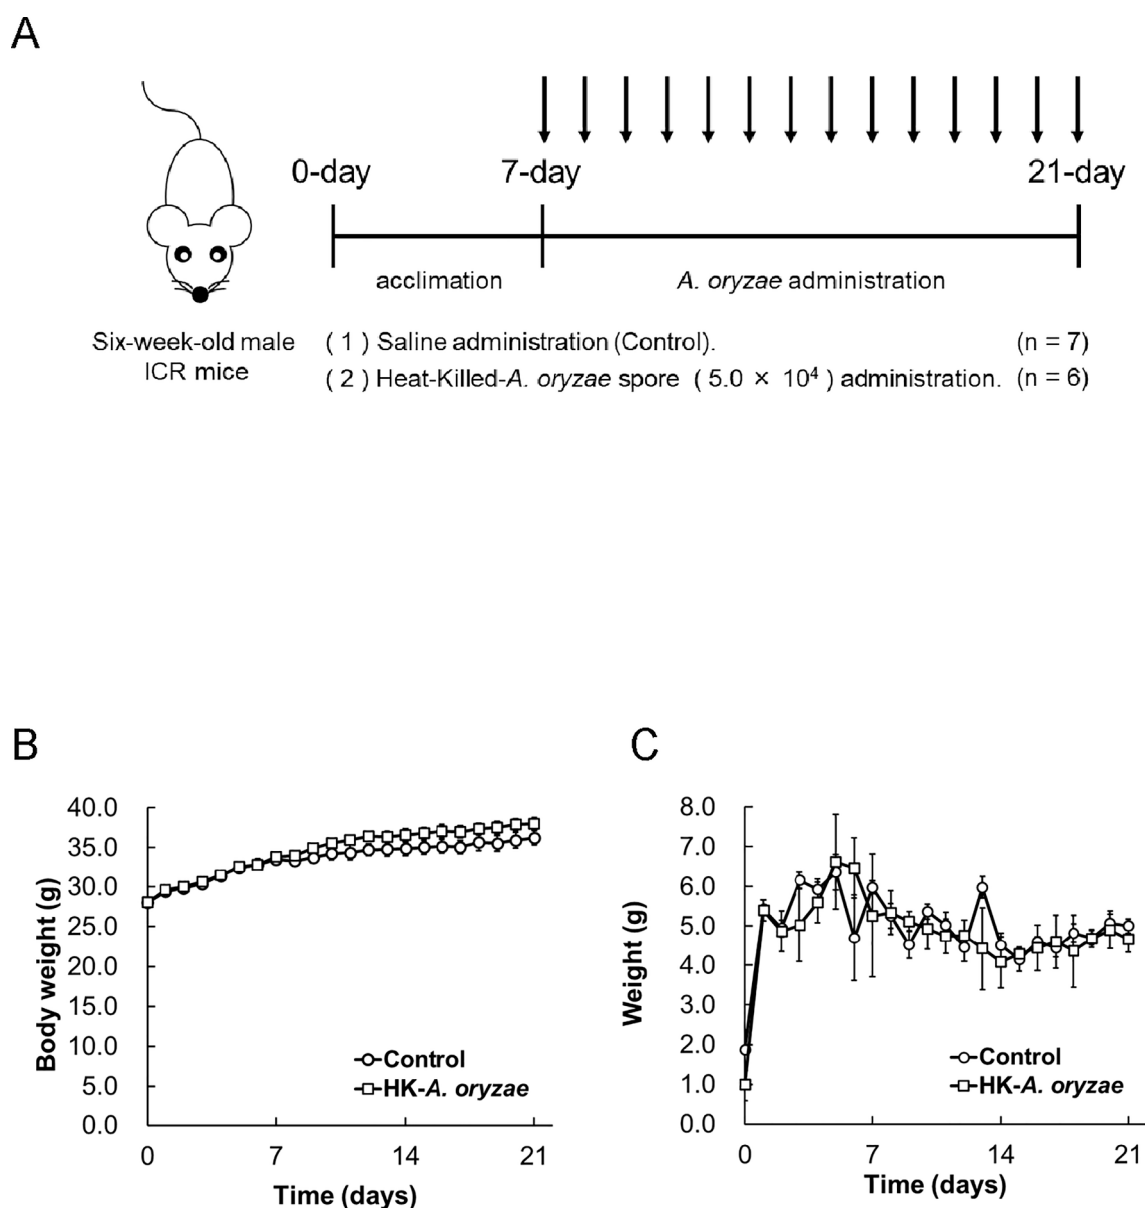 A
0-day 7-day 21-day
acclimation A. oryzae administration
Six-week-old male
ICR mice
( 1 ) Saline administration (Control). (n = 7)
( 2 ) Heat-Killed-A. oryzae spore ( 5.0 × 10⁴ ) administration. (n = 6)
B
Body weight (g)
40.0
35.0
30.0
25.0
20.0
15.0
10.0
5.0
0.0
Control
HK-A. oryzae
0 7 14 21
Time (days)
C
Weight (g)
8.0
7.0
6.0
5.0
4.0
3.0
2.0
1.0
0.0
Control
HK-A. oryzae
0 7 14 21
Time (days)